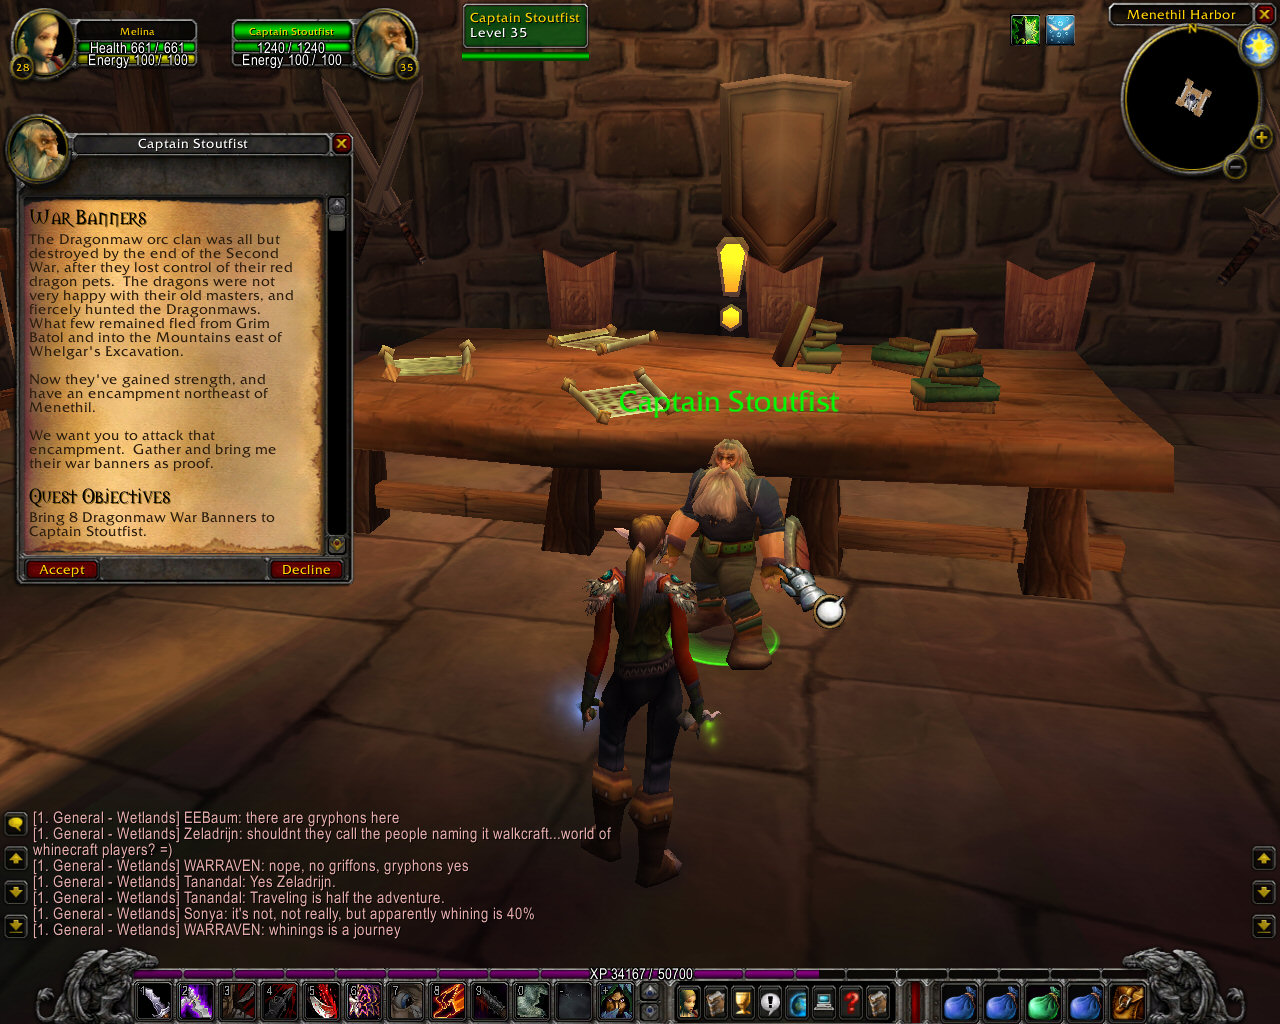 Melina
Health 661 / 661
Energy 100 / 100
28
Captain Stoutfist
1240 / 1240
Energy 100 / 100
35
Captain Stoutfist
Level 35
Menethil Harbor
N
Captain Stoutfist
War Banners
The Dragonmaw orc clan was all but
destroyed by the end of the Second
War, after they lost control of their red
dragon pets. The dragons were not
very happy with their old masters, and
fiercely hunted the Dragonmaws.
What few remained fled from Grim
Batol and into the Mountains east of
Whelgar's Excavation.
Now they've gained strength, and
have an encampment northeast of
Menethil.
We want you to attack that
encampment. Gather and bring me
their war banners as proof.
Quest Objectives
Bring 8 Dragonmaw War Banners to
Captain Stoutfist.
Accept
Decline
Captain Stoutfist
[1. General - Wetlands] EEBaum: there are gryphons here
[1. General - Wetlands] Zeladrijn: shouldnt they call the people naming it walkcraft...world of
whinecraft players? =)
[1. General - Wetlands] WARRAVEN: nope, no griffons, gryphons yes
[1. General - Wetlands] Tanandal: Yes Zeladrijn.
[1. General - Wetlands] Tanandal: Traveling is half the adventure.
[1. General - Wetlands] Sonya: it's not, not really, but apparently whining is 40%
[1. General - Wetlands] WARRAVEN: whinings is a journey
XP 34167 / 50700
1 2 3 4 5 6 7 8 9 0 - +